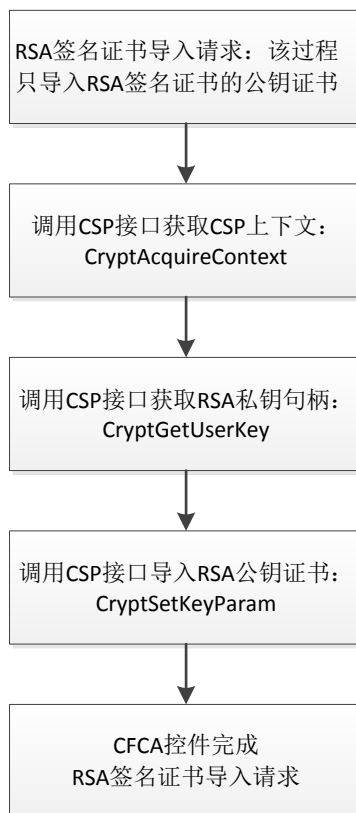 RSA签名证书导入请求：该过程
只导入RSA签名证书的公钥证书
调用CSP接口获取CSP上下文：
CryptAcquireContext
调用CSP接口获取RSA私钥句柄：
CryptGetUserKey
调用CSP接口导入RSA公钥证书：
CryptSetKeyParam
CFCA控件完成
RSA签名证书导入请求